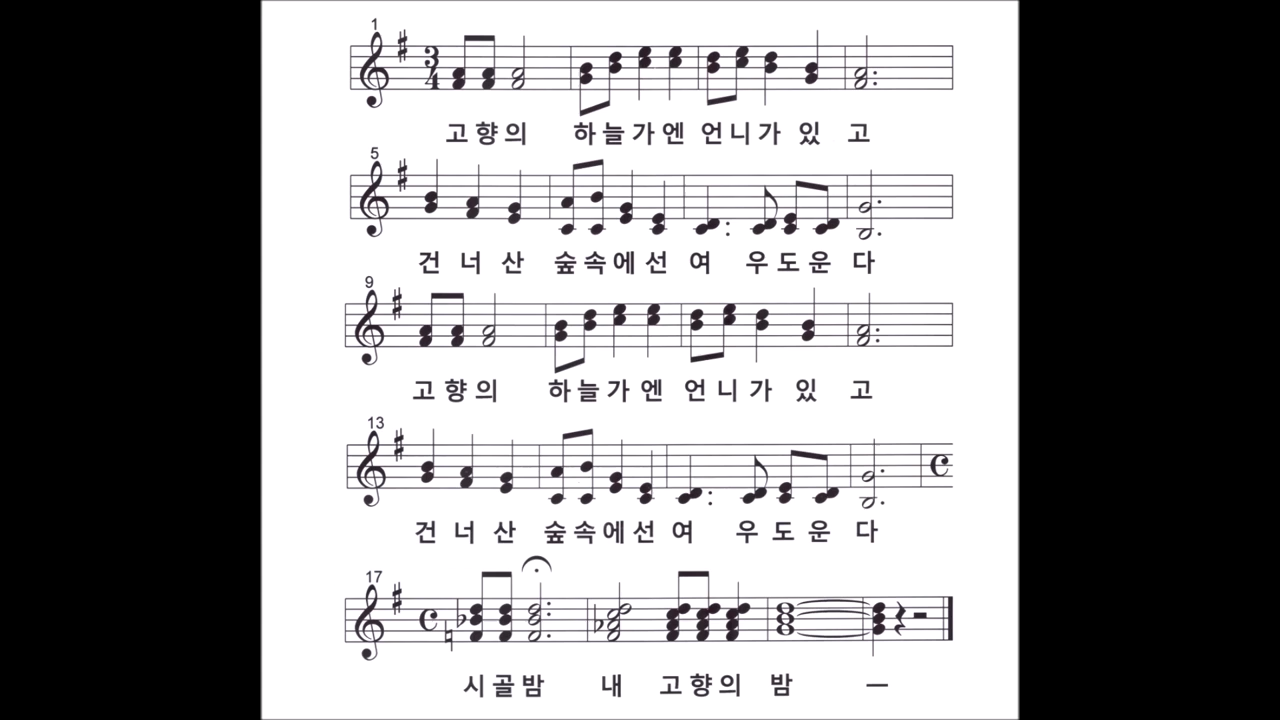 1
3
4
고향의 하늘가엔 언니가 있 고
5
건 너 산 숲속에선 여 우도운 다
9
고향의 하늘가엔 언니가 있 고
13
건 너 산 숲속에선 여 우도운 다
17
시골밤 내 고향의 밤 —